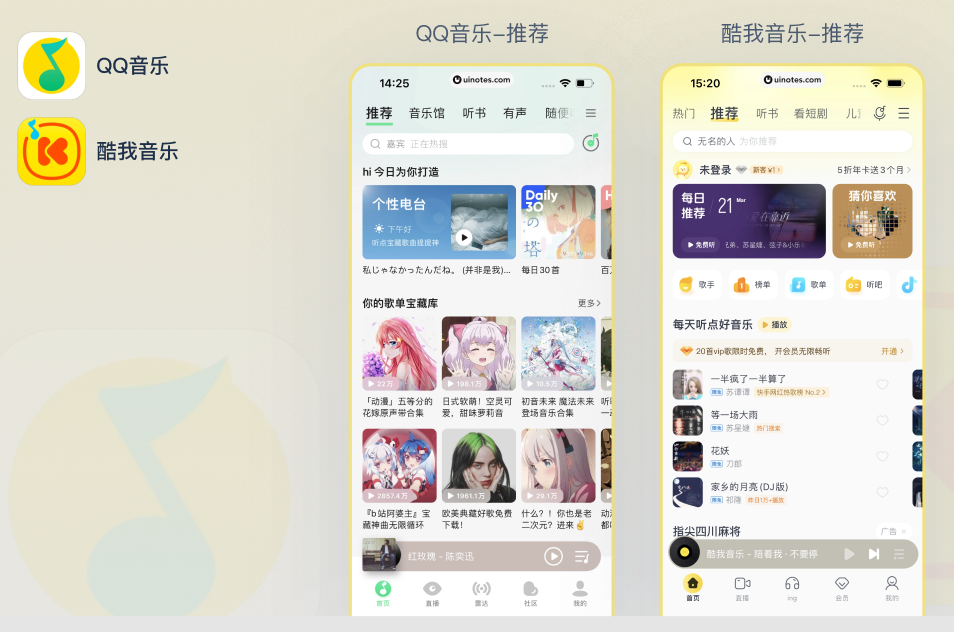 QQ音乐
酷我音乐
QQ音乐-推荐
14:25
uinotes.com
推荐 音乐馆 听书 有声 随便
嘉宾 正在热搜
hi 今日为你打造
个性电台
下午好
听点宝藏歌曲提提神
Daily
30
の
塔
私じゃなかったんだね。(并非是我)...
每日30首
百
你的歌单宝藏库
更多
22万
198.1万
10.5万
「动漫」五等分的
花嫁原声带合集
日式软萌！空灵可
爱，甜味萝莉音
初音未来 魔法未来
登场音乐合集
2857.4万
1961.1万
29.1万
『b站阿婆主』宝
藏神曲无限循环
欧美典藏好歌免费
下载！
什么？！你也是老
二次元？进来✌
红玫瑰 - 陈奕迅
首页 直播 雷达 社区 我的
酷我音乐-推荐
15:20
uinotes.com
热门 推荐 听书 看短剧 儿
无名的人 为你推荐
未登录 新客¥1
5折年卡送3个月
每日
推荐
21
Mar
免费听
弟、苏星婕、弦子&小乐
猜你喜欢
免费听
歌手 榜单 歌单 听吧
每天听点好音乐 播放
20首vip歌限时免费，开会员无限畅听 开通
一半疯了一半算了
苏谭谭 快手网红热歌榜 No.2
等一场大雨
苏星婕 热门搜索
花妖
刀郎
家乡的月亮(DJ版)
祁隆 昨日1万+播放
指尖四川麻将
广告 ×
酷我音乐 - 陪着我·不要停
首页 直播 ing 会员 我的